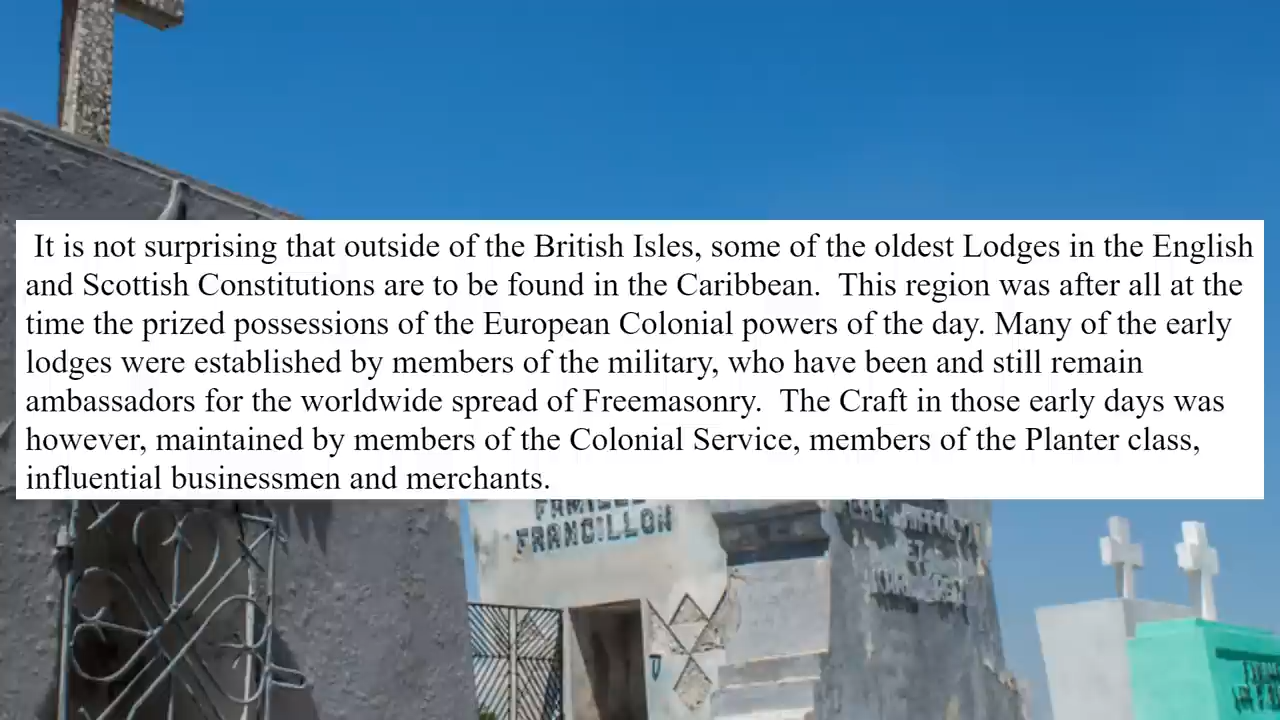 It is not surprising that outside of the British Isles, some of the oldest Lodges in the English
and Scottish Constitutions are to be found in the Caribbean.  This region was after all at the
time the prized possessions of the European Colonial powers of the day. Many of the early
lodges were established by members of the military, who have been and still remain
ambassadors for the worldwide spread of Freemasonry.  The Craft in those early days was
however, maintained by members of the Colonial Service, members of the Planter class,
influential businessmen and merchants.
FAMILLE
FRANCILLON
ET